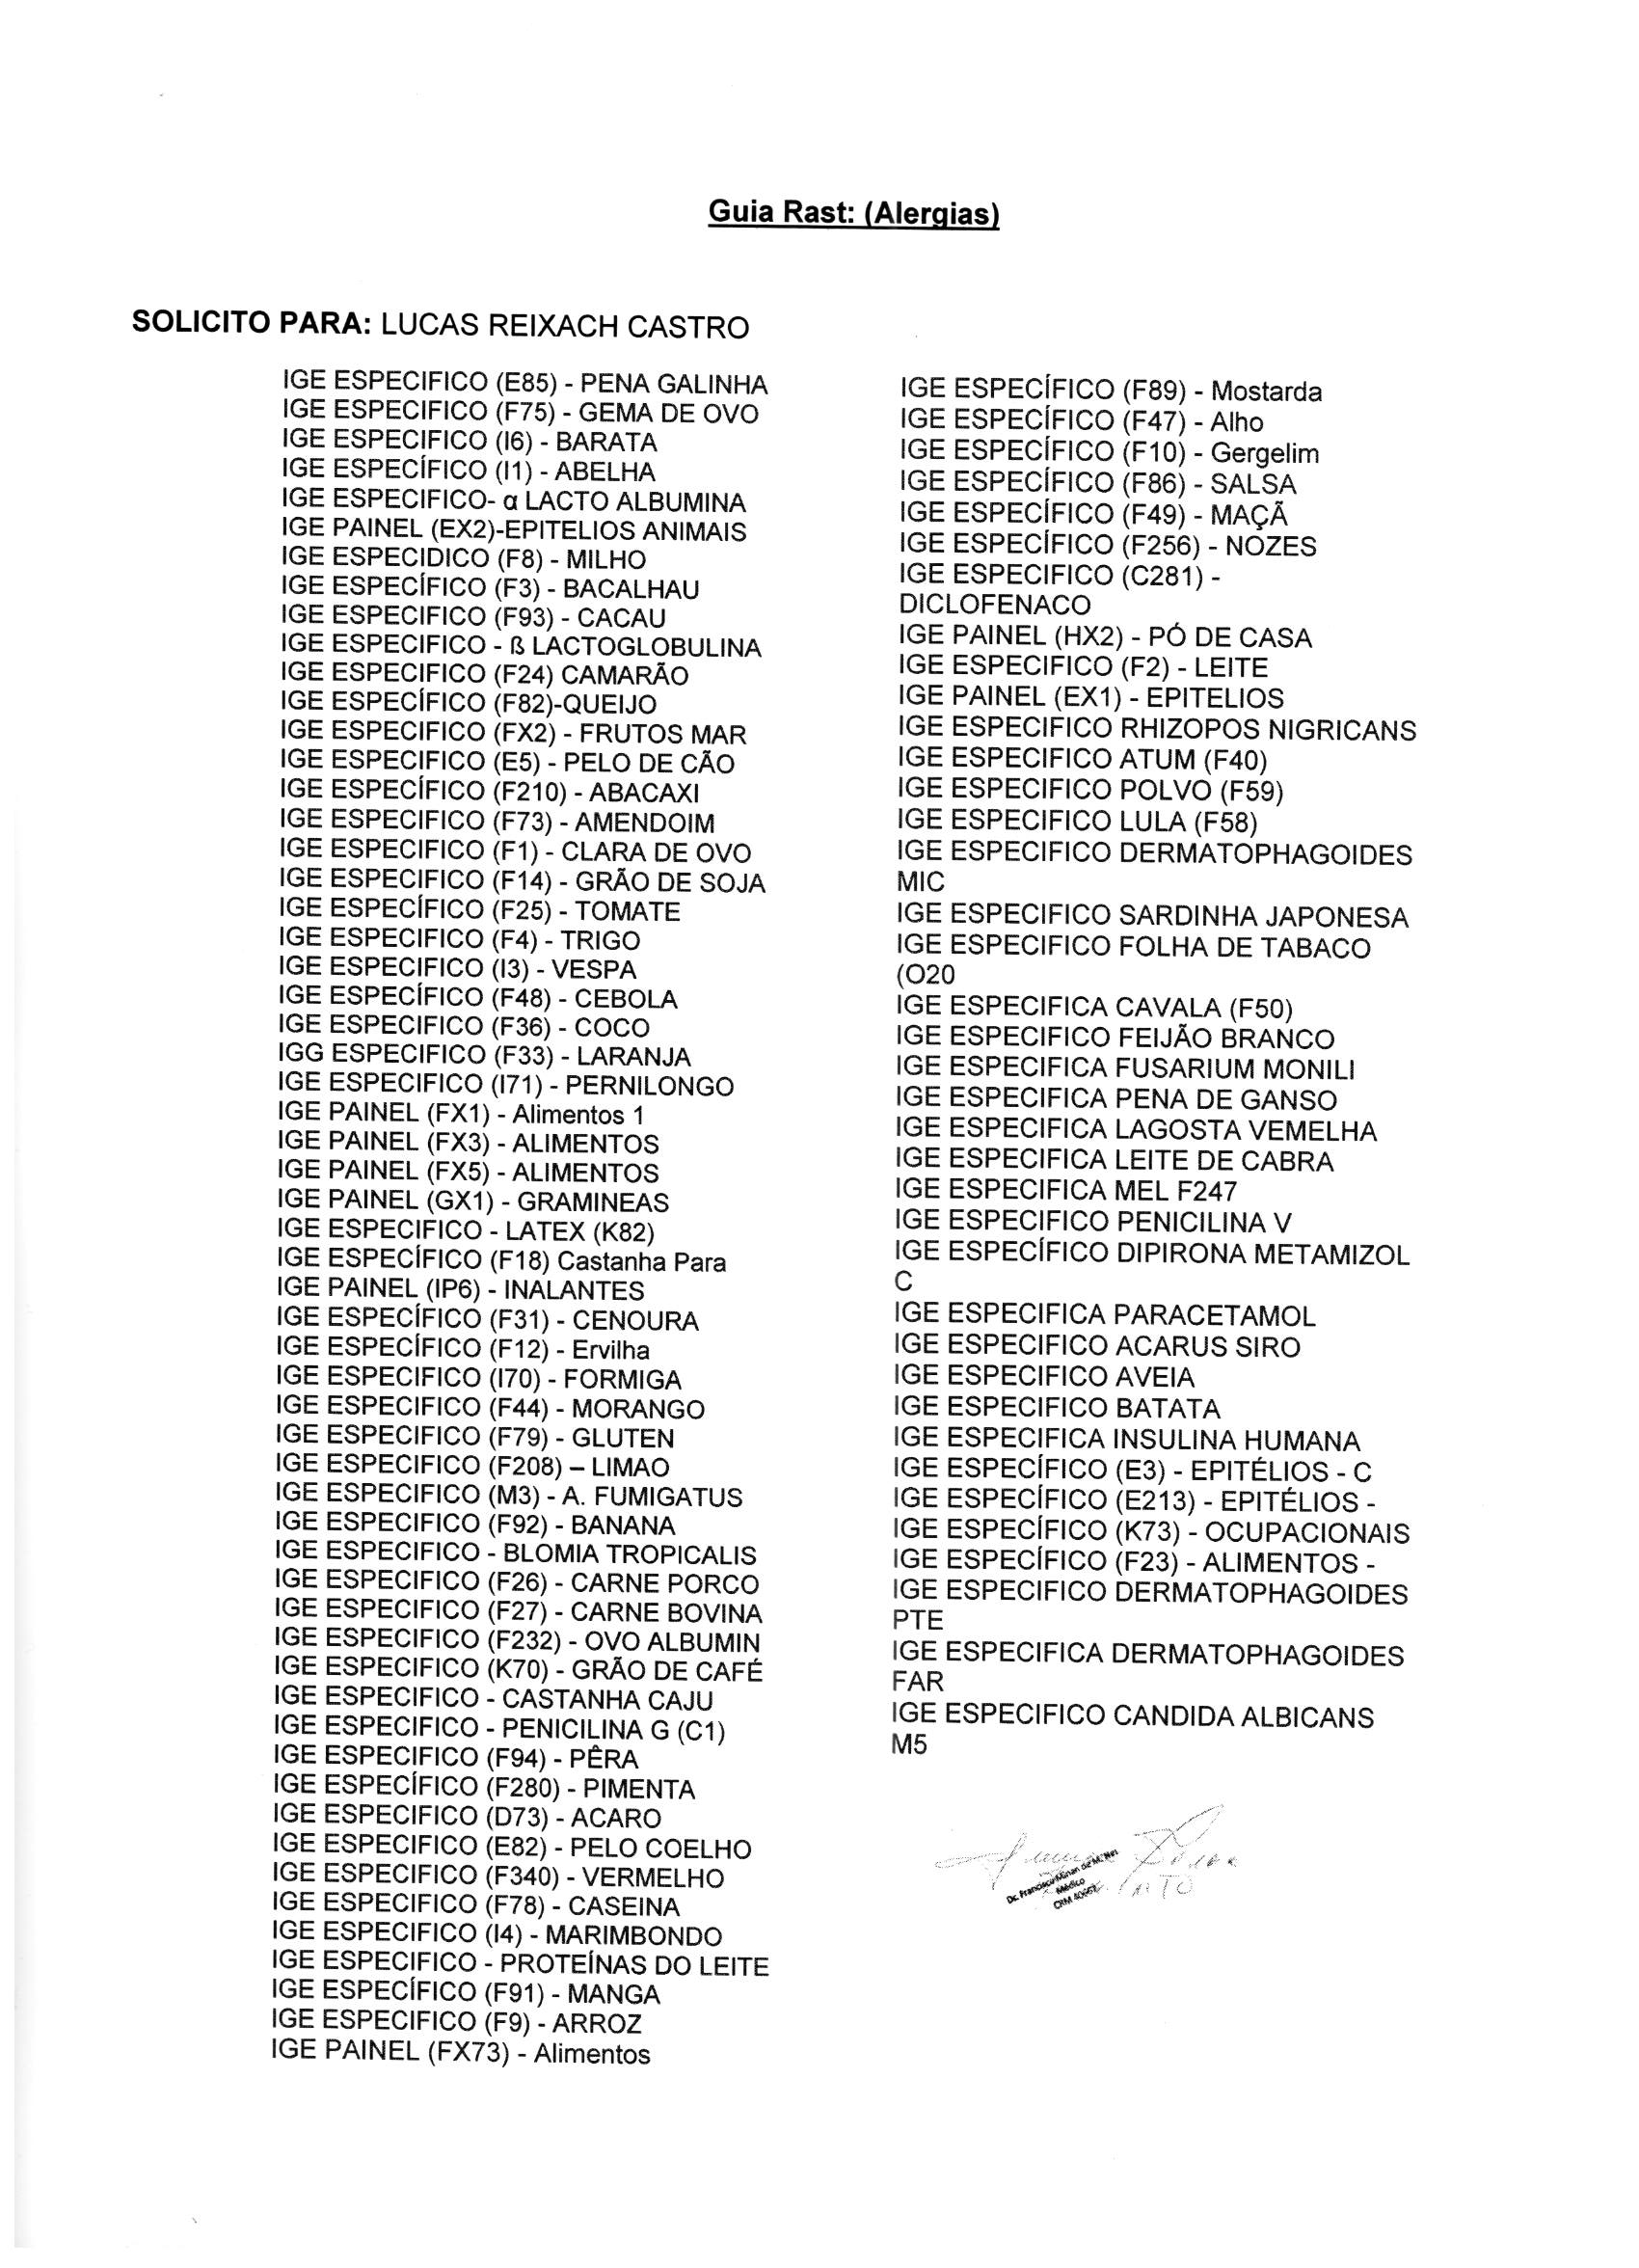 Guia Rast: (Alergias)
SOLICITO PARA: LUCAS REIXACH CASTRO
IGE ESPECIFICO (E85) - PENA GALINHA
IGE ESPECIFICO (F75) - GEMA DE OVO
IGE ESPECIFICO (I6) - BARATA
IGE ESPECÍFICO (I1) - ABELHA
IGE ESPECIFICO- α LACTO ALBUMINA
IGE PAINEL (EX2)-EPITELIOS ANIMAIS
IGE ESPECIDICO (F8) - MILHO
IGE ESPECÍFICO (F3) - BACALHAU
IGE ESPECIFICO (F93) - CACAU
IGE ESPECIFICO - ß LACTOGLOBULINA
IGE ESPECIFICO (F24) CAMARÃO
IGE ESPECÍFICO (F82)-QUEIJO
IGE ESPECIFICO (FX2) - FRUTOS MAR
IGE ESPECIFICO (E5) - PELO DE CÃO
IGE ESPECÍFICO (F210) - ABACAXI
IGE ESPECIFICO (F73) - AMENDOIM
IGE ESPECIFICO (F1) - CLARA DE OVO
IGE ESPECIFICO (F14) - GRÃO DE SOJA
IGE ESPECÍFICO (F25) - TOMATE
IGE ESPECIFICO (F4) - TRIGO
IGE ESPECIFICO (I3) - VESPA
IGE ESPECÍFICO (F48) - CEBOLA
IGE ESPECIFICO (F36) - COCO
IGG ESPECIFICO (F33) - LARANJA
IGE ESPECIFICO (I71) - PERNILONGO
IGE PAINEL (FX1) - Alimentos 1
IGE PAINEL (FX3) - ALIMENTOS
IGE PAINEL (FX5) - ALIMENTOS
IGE PAINEL (GX1) - GRAMINEAS
IGE ESPECIFICO - LATEX (K82)
IGE ESPECÍFICO (F18) Castanha Para
IGE PAINEL (IP6) - INALANTES
IGE ESPECÍFICO (F31) - CENOURA
IGE ESPECÍFICO (F12) - Ervilha
IGE ESPECIFICO (I70) - FORMIGA
IGE ESPECIFICO (F44) - MORANGO
IGE ESPECIFICO (F79) - GLUTEN
IGE ESPECIFICO (F208) – LIMAO
IGE ESPECIFICO (M3) - A. FUMIGATUS
IGE ESPECIFICO (F92) - BANANA
IGE ESPECIFICO - BLOMIA TROPICALIS
IGE ESPECIFICO (F26) - CARNE PORCO
IGE ESPECIFICO (F27) - CARNE BOVINA
IGE ESPECIFICO (F232) - OVO ALBUMIN
IGE ESPECIFICO (K70) - GRÃO DE CAFÉ
IGE ESPECIFICO - CASTANHA CAJU
IGE ESPECIFICO - PENICILINA G (C1)
IGE ESPECIFICO (F94) - PÊRA
IGE ESPECÍFICO (F280) - PIMENTA
IGE ESPECIFICO (D73) - ACARO
IGE ESPECIFICO (E82) - PELO COELHO
IGE ESPECIFICO (F340) - VERMELHO
IGE ESPECIFICO (F78) - CASEINA
IGE ESPECIFICO (I4) - MARIMBONDO
IGE ESPECIFICO - PROTEÍNAS DO LEITE
IGE ESPECÍFICO (F91) - MANGA
IGE ESPECIFICO (F9) - ARROZ
IGE PAINEL (FX73) - Alimentos
IGE ESPECÍFICO (F89) - Mostarda
IGE ESPECÍFICO (F47) - Alho
IGE ESPECÍFICO (F10) - Gergelim
IGE ESPECÍFICO (F86) - SALSA
IGE ESPECÍFICO (F49) - MAÇÃ
IGE ESPECÍFICO (F256) - NOZES
IGE ESPECIFICO (C281) -
DICLOFENACO
IGE PAINEL (HX2) - PÓ DE CASA
IGE ESPECIFICO (F2) - LEITE
IGE PAINEL (EX1) - EPITELIOS
IGE ESPECIFICO RHIZOPOS NIGRICANS
IGE ESPECIFICO ATUM (F40)
IGE ESPECIFICO POLVO (F59)
IGE ESPECIFICO LULA (F58)
IGE ESPECIFICO DERMATOPHAGOIDES
MIC
IGE ESPECIFICO SARDINHA JAPONESA
IGE ESPECIFICO FOLHA DE TABACO
(O20
IGE ESPECIFICA CAVALA (F50)
IGE ESPECIFICO FEIJÃO BRANCO
IGE ESPECIFICA FUSARIUM MONILI
IGE ESPECIFICA PENA DE GANSO
IGE ESPECIFICA LAGOSTA VEMELHA
IGE ESPECIFICA LEITE DE CABRA
IGE ESPECIFICA MEL F247
IGE ESPECIFICO PENICILINA V
IGE ESPECÍFICO DIPIRONA METAMIZOL
C
IGE ESPECIFICA PARACETAMOL
IGE ESPECIFICO ACARUS SIRO
IGE ESPECIFICO AVEIA
IGE ESPECIFICO BATATA
IGE ESPECIFICA INSULINA HUMANA
IGE ESPECÍFICO (E3) - EPITÉLIOS - C
IGE ESPECÍFICO (E213) - EPITÉLIOS -
IGE ESPECÍFICO (K73) - OCUPACIONAIS
IGE ESPECÍFICO (F23) - ALIMENTOS -
IGE ESPECIFICO DERMATOPHAGOIDES
PTE
IGE ESPECIFICA DERMATOPHAGOIDES
FAR
IGE ESPECIFICO CANDIDA ALBICANS
M5
Médico